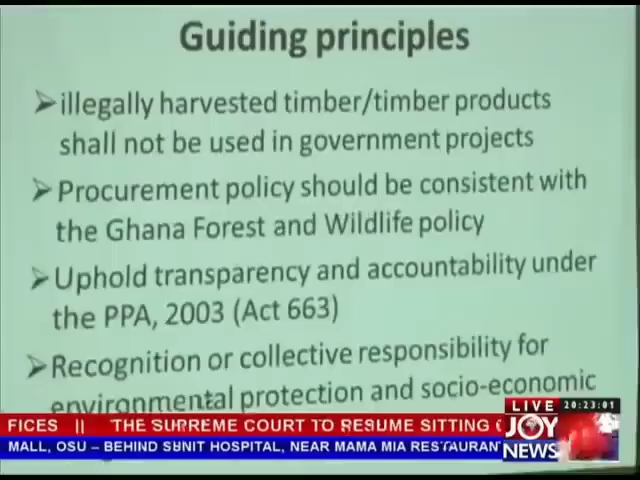 Guiding principles
➢illegally harvested timber/timber products
shall not be used in government projects
➢Procurement policy should be consistent with
the Ghana Forest and Wildlife policy
➢Uphold transparency and accountability under
the PPA, 2003 (Act 663)
➢Recognition or collective responsibility for
environmental protection and socio-economic
LIVE 20:23:01
FICES || THE SUPREME COURT TO RESUME SITTING
JOY
NEWS
MALL, OSU – BEHIND SBNIT HOSPITAL, NEAR MAMA MIA RESTAURAN